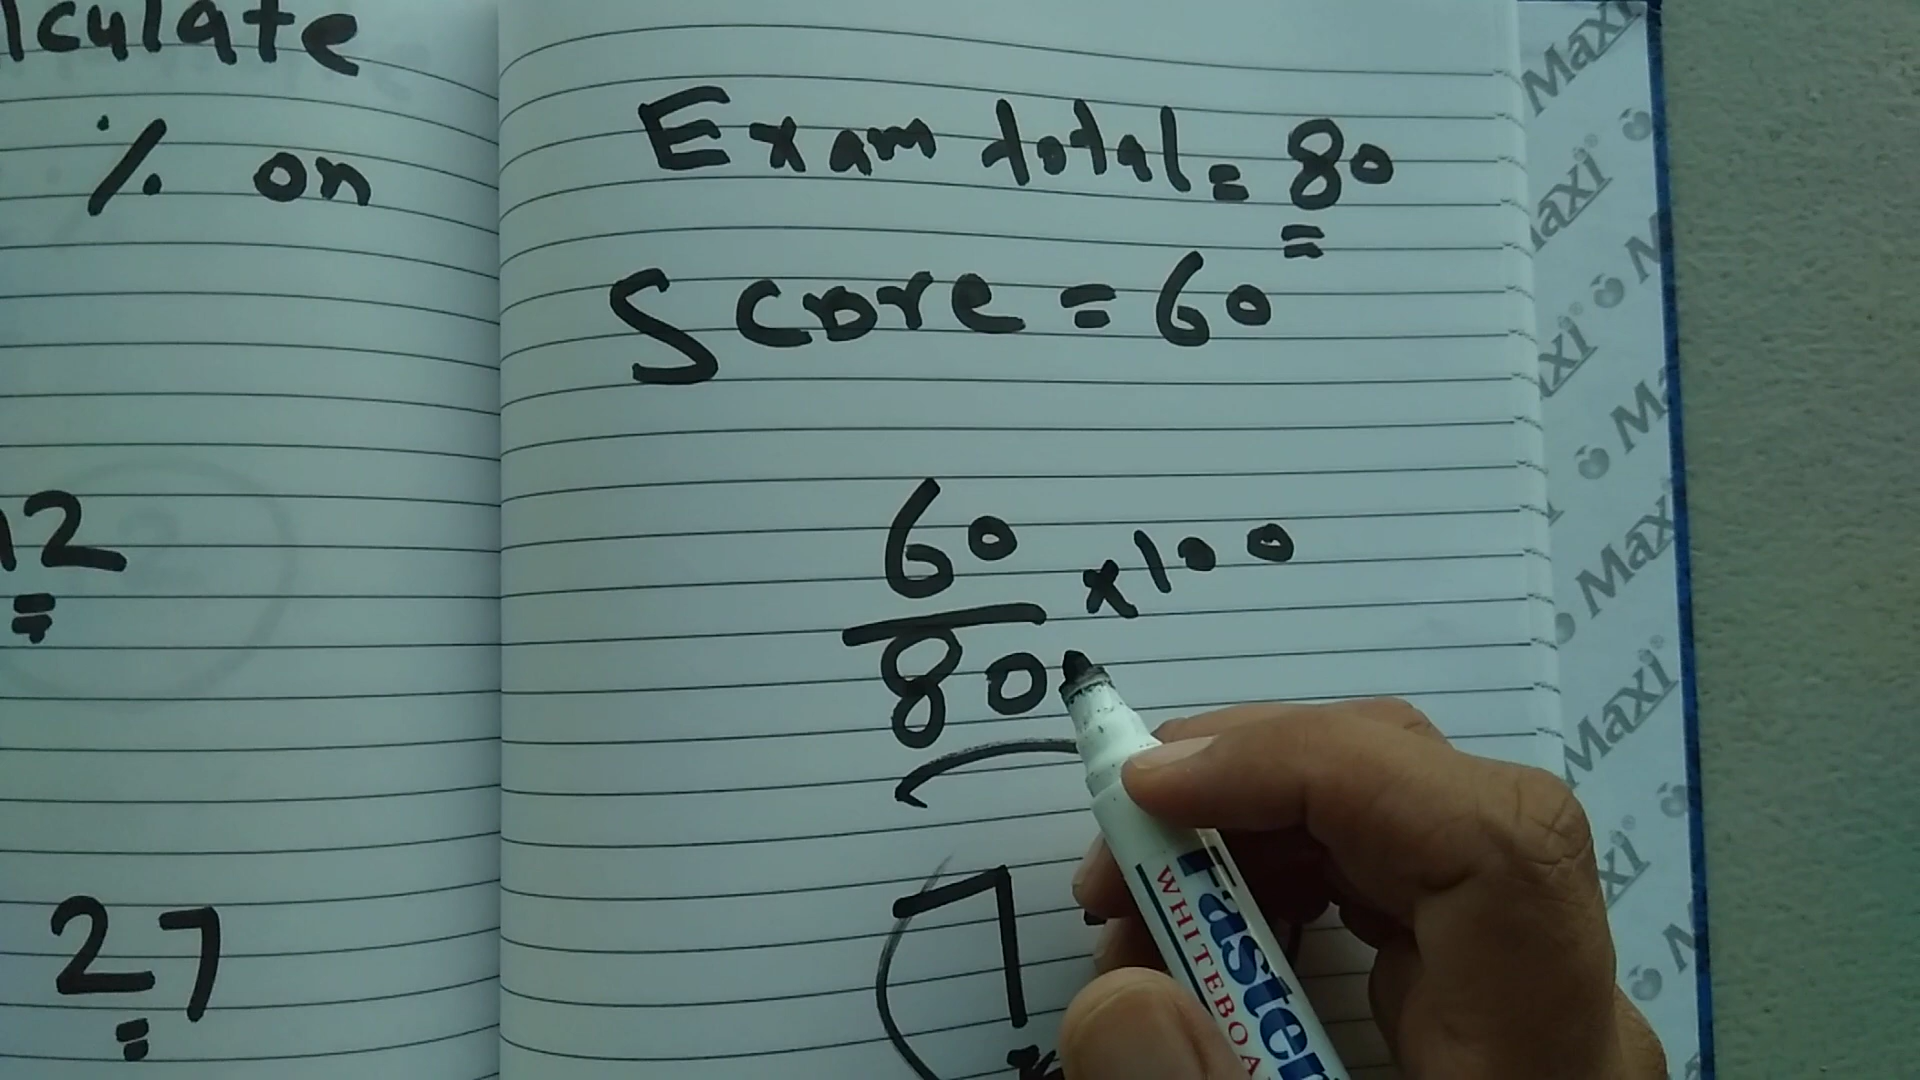 lculate
% on
12
27
Exam total = 80
Score = 60
60
80
x100
7
Faster
WHITEBOA
Maxi
Maxi
Maxi
Maxi
Maxi